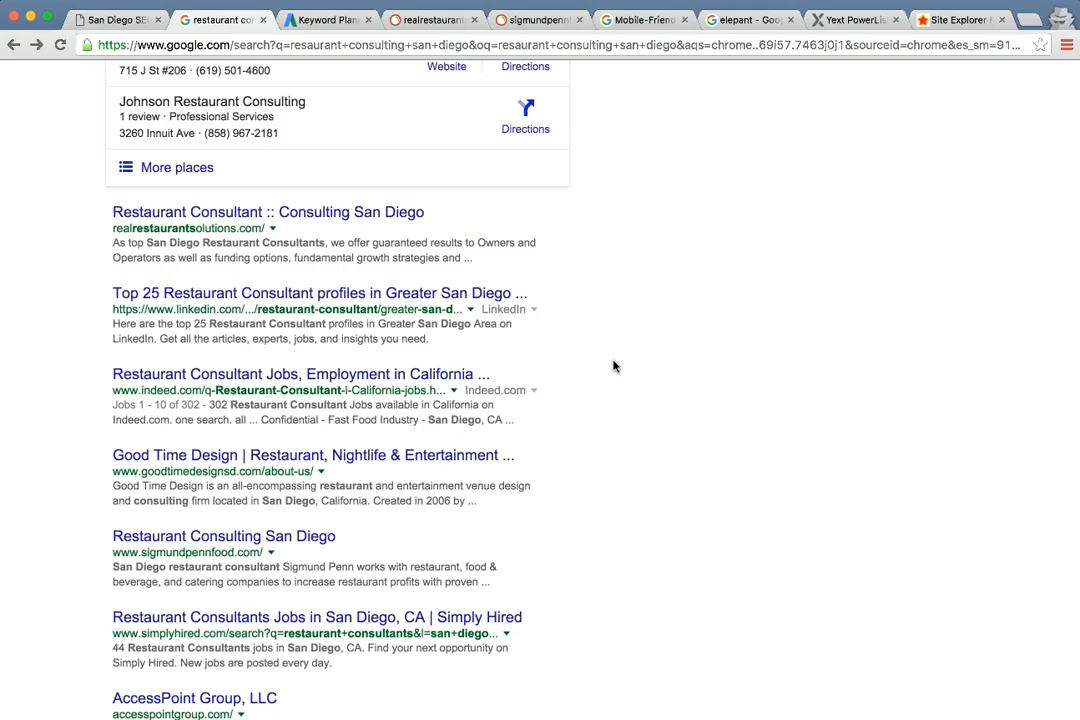 San Diego SE
restaurant co
Keyword Plan
realrestaurant
sigmundpenn
Mobile-Friend
elepant - Goo
Yext PowerLis
Site Explorer
https://www.google.com/search?q=resaurant+consulting+san+diego&oq=resaurant+consulting+san+diego&aqs=chrome..69i57.7463j0j1&sourceid=chrome&es_sm=91...
715 J St #206 · (619) 501-4600
Website
Directions
Johnson Restaurant Consulting
1 review · Professional Services
3260 Innuit Ave · (858) 967-2181
Directions
More places
Restaurant Consultant :: Consulting San Diego
realrestaurantsolutions.com/
As top San Diego Restaurant Consultants, we offer guaranteed results to Owners and
Operators as well as funding options, fundamental growth strategies and ...
Top 25 Restaurant Consultant profiles in Greater San Diego ...
https://www.linkedin.com/.../restaurant-consultant/greater-san-d... LinkedIn
Here are the top 25 Restaurant Consultant profiles in Greater San Diego Area on
LinkedIn. Get all the articles, experts, jobs, and insights you need.
Restaurant Consultant Jobs, Employment in California ...
www.indeed.com/q-Restaurant-Consultant-l-California-jobs.h... Indeed.com
Jobs 1 - 10 of 302 - 302 Restaurant Consultant Jobs available in California on
Indeed.com. one search. all ... Confidential - Fast Food Industry - San Diego, CA ...
Good Time Design | Restaurant, Nightlife & Entertainment ...
www.goodtimedesignsd.com/about-us/
Good Time Design is an all-encompassing restaurant and entertainment venue design
and consulting firm located in San Diego, California. Created in 2006 by ...
Restaurant Consulting San Diego
www.sigmundpennfood.com/
San Diego restaurant consultant Sigmund Penn works with restaurant, food &
beverage, and catering companies to increase restaurant profits with proven ...
Restaurant Consultants Jobs in San Diego, CA | Simply Hired
www.simplyhired.com/search?q=restaurant+consultants&l=san+diego...
44 Restaurant Consultants jobs in San Diego, CA. Find your next opportunity on
Simply Hired. New jobs are posted every day.
AccessPoint Group, LLC
accesspointgroup.com/